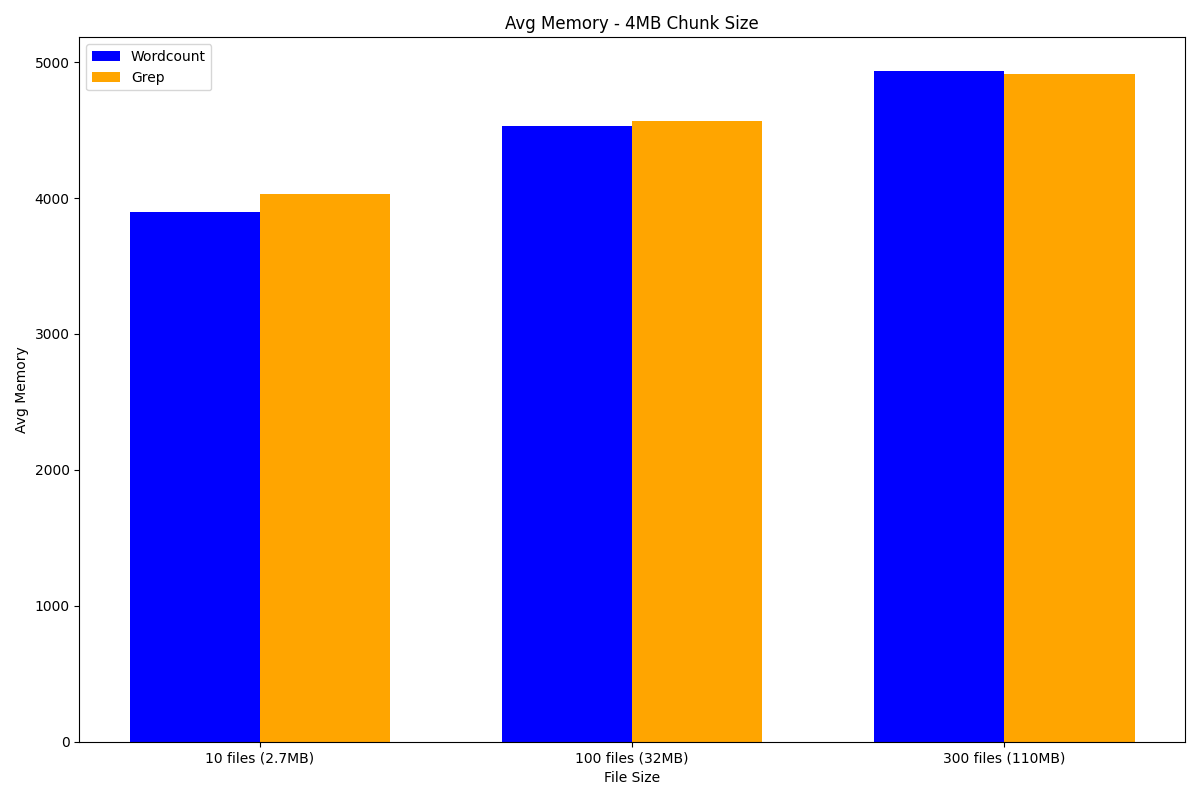 Avg Memory - 4MB Chunk Size
Wordcount
Grep
Avg Memory
5000
4000
3000
2000
1000
0
10 files (2.7MB)
100 files (32MB)
300 files (110MB)
File Size